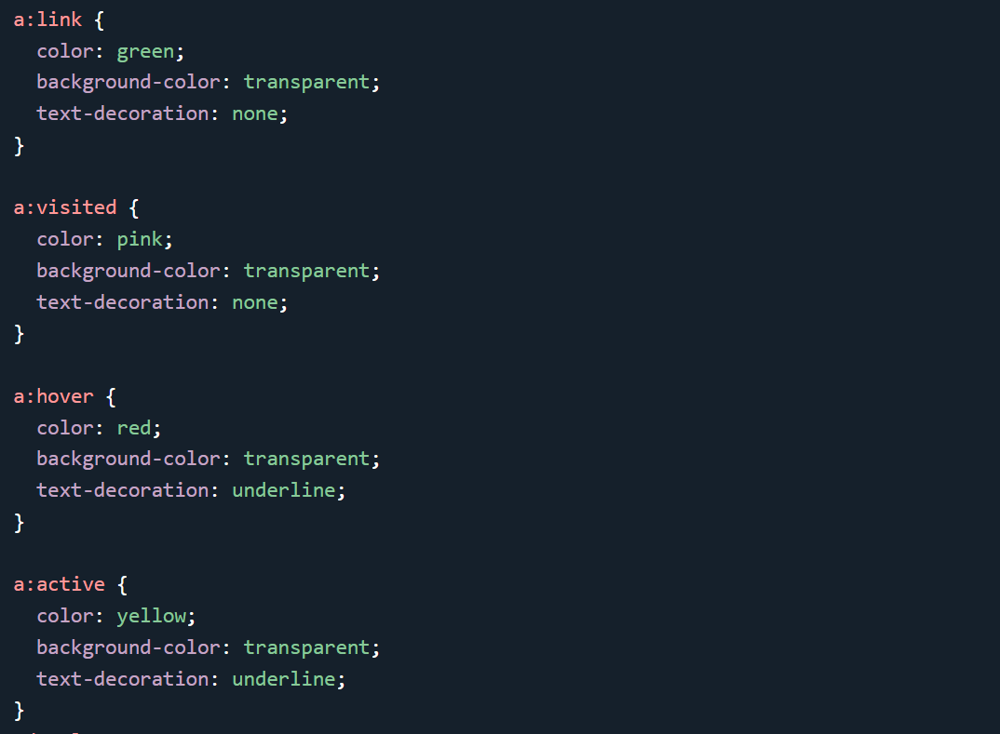 a:link {
  color: green;
  background-color: transparent;
  text-decoration: none;
}

a:visited {
  color: pink;
  background-color: transparent;
  text-decoration: none;
}

a:hover {
  color: red;
  background-color: transparent;
  text-decoration: underline;
}

a:active {
  color: yellow;
  background-color: transparent;
  text-decoration: underline;
}